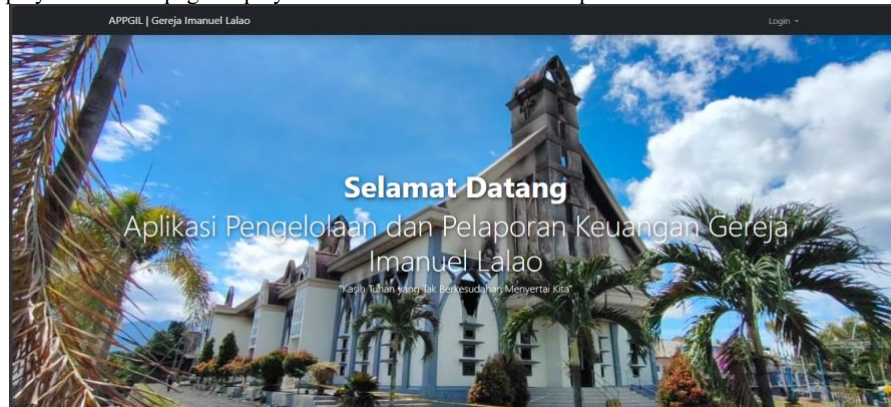 APPGIL | Gereja Imanuel Lalao
Login
Selamat Datang
Aplikasi Pengelolaan dan Pelaporan Keuangan Gereja
Imanuel Lalao
"Kasih Tuhan yang Tak Berkesudahan Menyertai Kita"